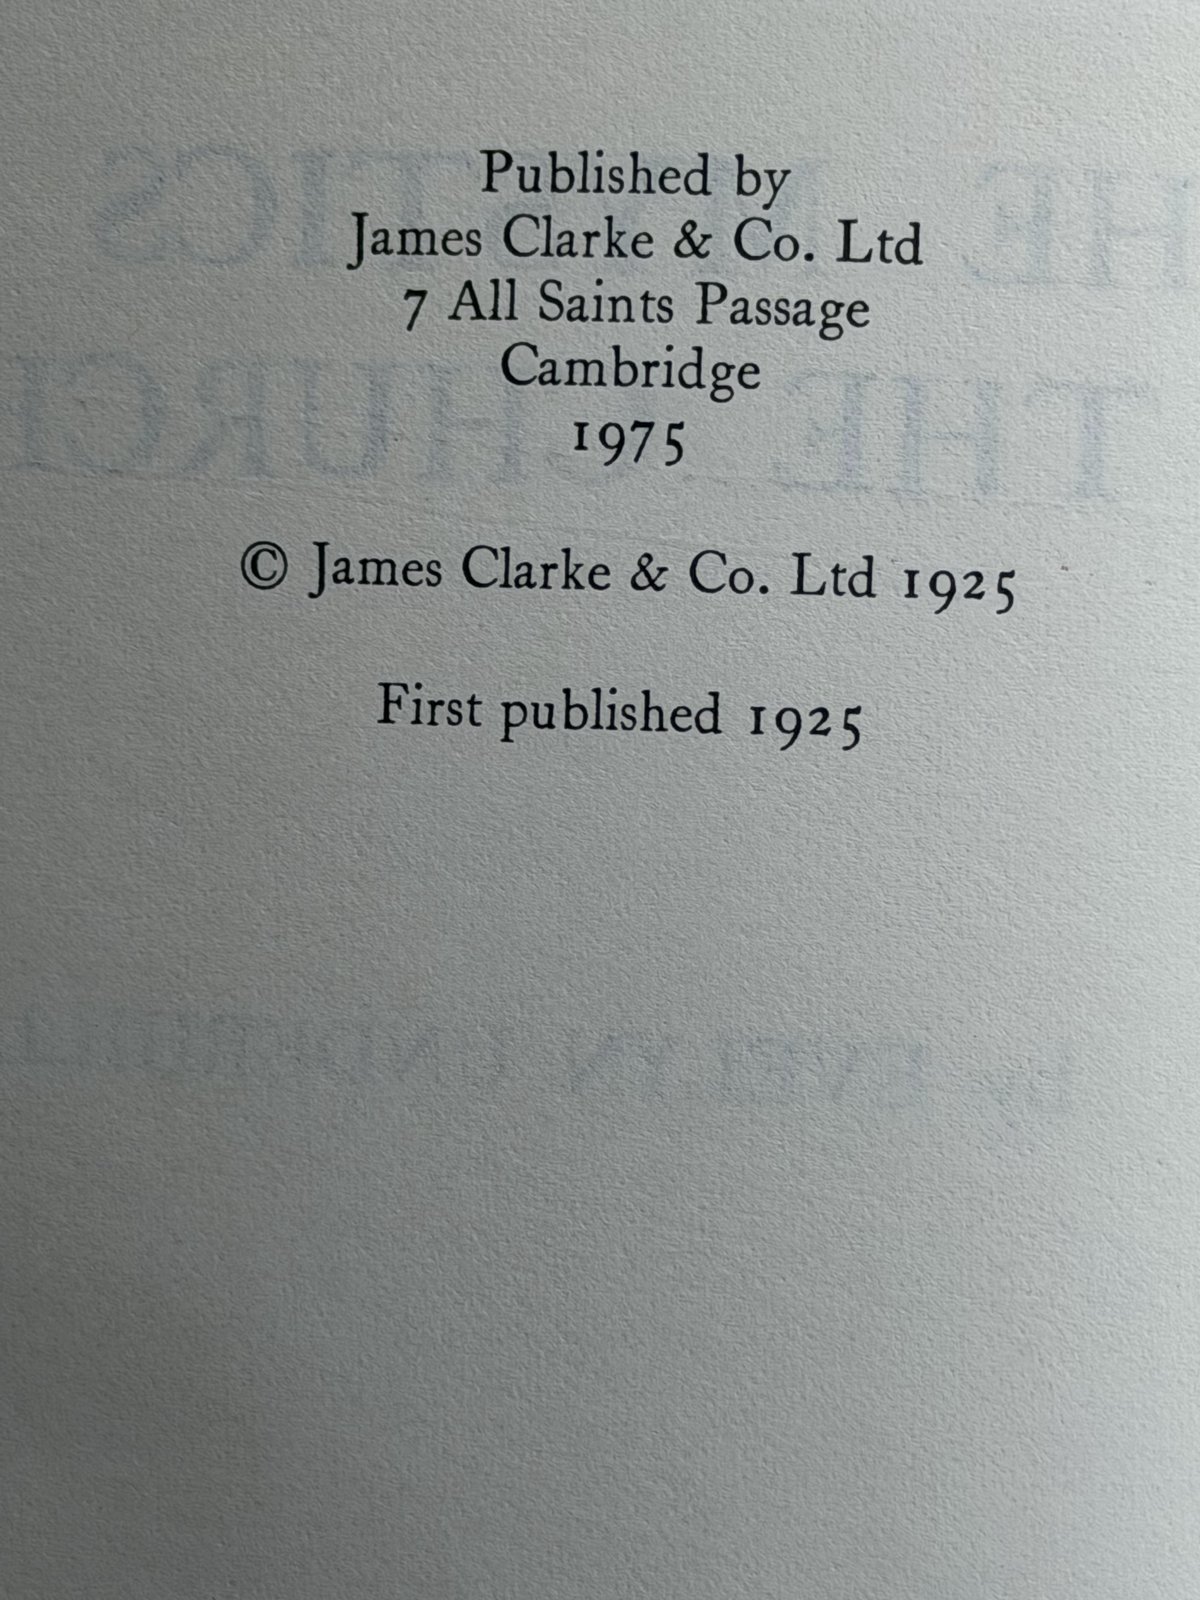 Published by
James Clarke & Co. Ltd
7 All Saints Passage
Cambridge
1975
© James Clarke & Co. Ltd 1925
First published 1925